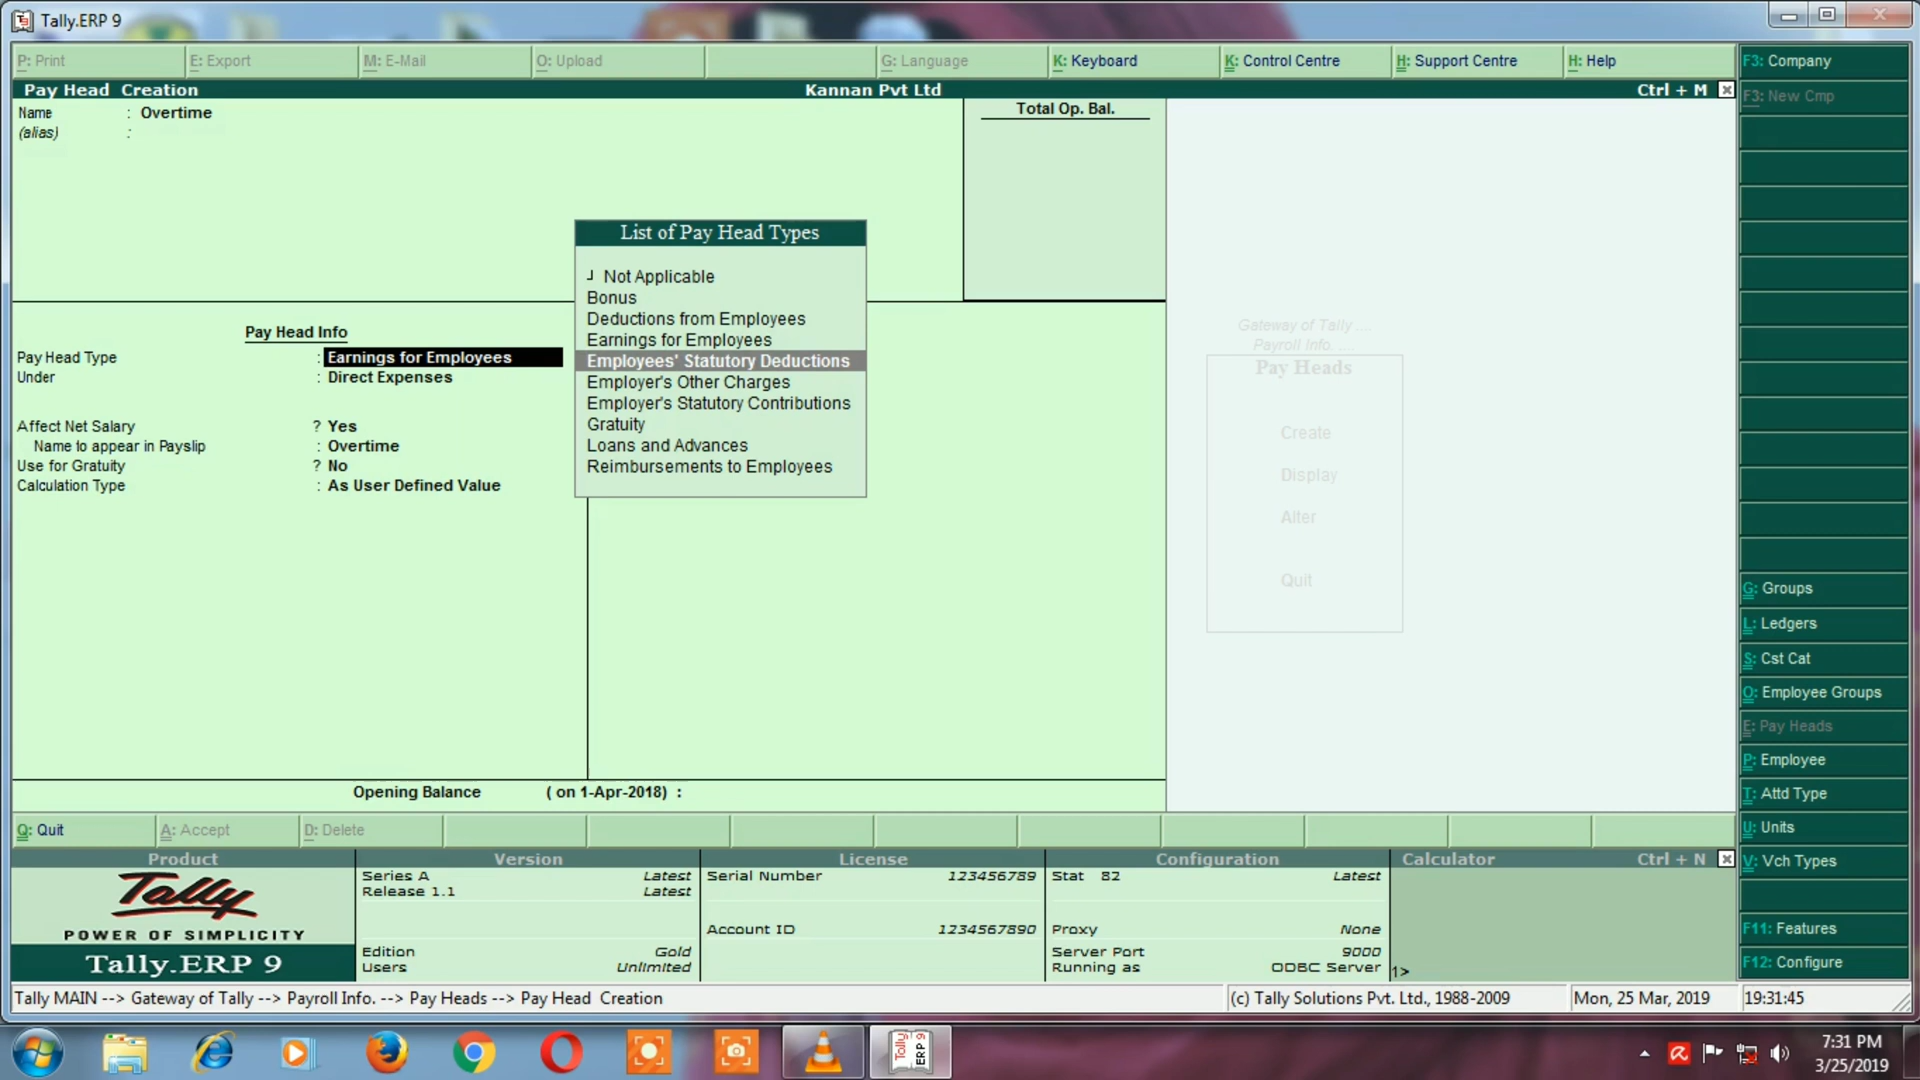 Tally.ERP 9
P: Print
E: Export
M: E-Mail
O: Upload
G: Language
K: Keyboard
K: Control Centre
H: Support Centre
H: Help
F3: Company
Pay Head Creation
Kannan Pvt Ltd
Ctrl + M
F3: New Cmp
Name : Overtime
(alias) :
Total Op. Bal.
List of Pay Head Types
Not Applicable
Bonus
Deductions from Employees
Earnings for Employees
Employees' Statutory Deductions
Employer's Other Charges
Employer's Statutory Contributions
Gratuity
Loans and Advances
Reimbursements to Employees
Pay Head Info
Pay Head Type : Earnings for Employees
Under : Direct Expenses
Affect Net Salary ? Yes
Name to appear in Payslip : Overtime
Use for Gratuity ? No
Calculation Type : As User Defined Value
Gateway of Tally ....
Payroll Info. ....
Pay Heads
Create
Display
Alter
Quit
G: Groups
L: Ledgers
S: Cst Cat
O: Employee Groups
E: Pay Heads
P: Employee
T: Attd Type
U: Units
V: Vch Types
F11: Features
F12: Configure
Opening Balance ( on 1-Apr-2018) :
Q: Quit
A: Accept
D: Delete
Product
Version
License
Configuration
Calculator
Ctrl + N
Tally
POWER OF SIMPLICITY
Tally.ERP 9
Series A Latest
Release 1.1 Latest
Edition Gold
Users Unlimited
Serial Number 123456789
Account ID 1234567890
Stat 82 Latest
Proxy None
Server Port 9000
Running as ODBC Server
1>
Tally MAIN --> Gateway of Tally --> Payroll Info. --> Pay Heads --> Pay Head Creation
(c) Tally Solutions Pvt. Ltd., 1988-2009
Mon, 25 Mar, 2019
19:31:45
Tally
ERP 9
7:31 PM
3/25/2019